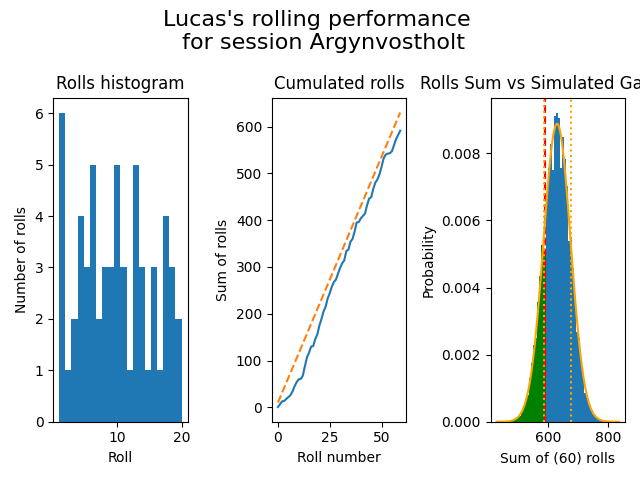 Lucas's rolling performance
for session Argynvostholt
Rolls histogram
Cumulated rolls
Rolls Sum vs Simulated Ga
Number of rolls
6
5
4
3
2
1
0
10
20
Roll
Sum of rolls
600
500
400
300
200
100
0
0
25
50
Roll number
Probability
0.008
0.006
0.004
0.002
0.000
600
800
Sum of (60) rolls